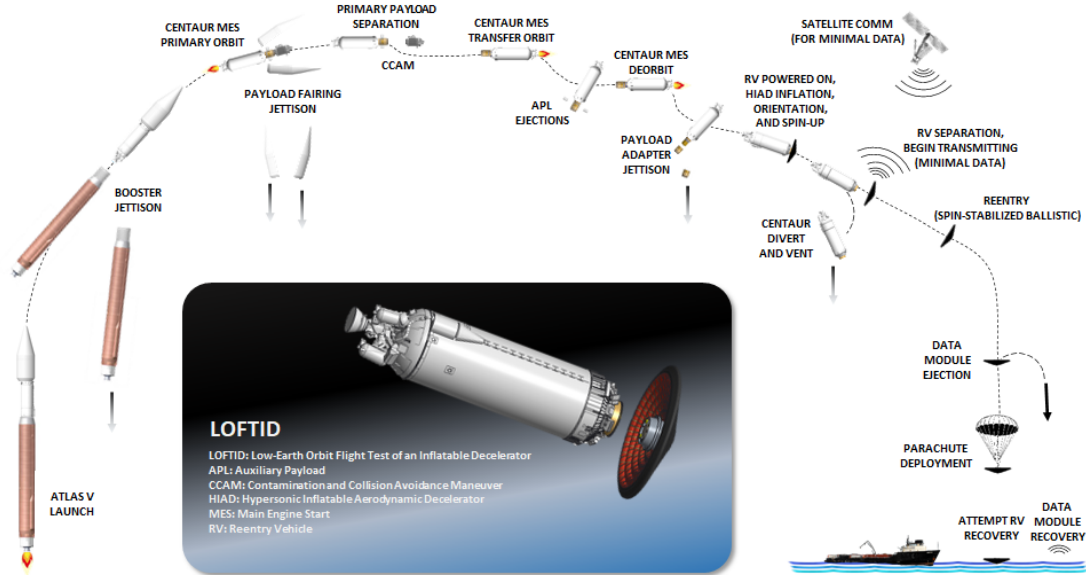 ATLAS V
LAUNCH
BOOSTER
JETTISON
CENTAUR MES
PRIMARY ORBIT
PAYLOAD FAIRING
JETTISON
PRIMARY PAYLOAD
SEPARATION
CCAM
CENTAUR MES
TRANSFER ORBIT
APL
EJECTIONS
CENTAUR MES
DEORBIT
PAYLOAD
ADAPTER
JETTISON
RV POWERED ON,
HIAD INFLATION,
ORIENTATION,
AND SPIN-UP
SATELLITE COMM
(FOR MINIMAL DATA)
RV SEPARATION,
BEGIN TRANSMITTING
(MINIMAL DATA)
CENTAUR
DIVERT
AND VENT
REENTRY
(SPIN-STABILIZED BALLISTIC)
DATA
MODULE
EJECTION
PARACHUTE
DEPLOYMENT
ATTEMPT RV
RECOVERY
DATA
MODULE
RECOVERY
LOFTID
LOFTID: Low-Earth Orbit Flight Test of an Inflatable Decelerator
APL: Auxiliary Payload
CCAM: Contamination and Collision Avoidance Maneuver
HIAD: Hypersonic Inflatable Aerodynamic Decelerator
MES: Main Engine Start
RV: Reentry Vehicle